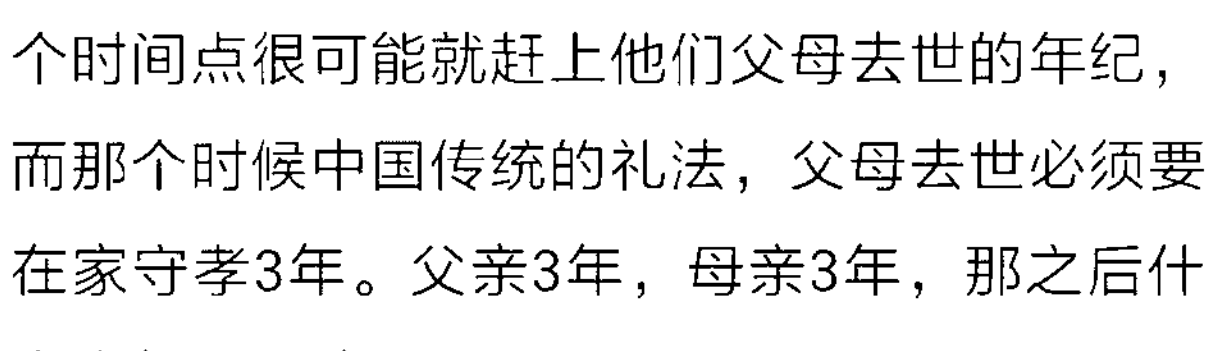 个时间点很可能就赶上他们父母去世的年纪，
而那个时候中国传统的礼法，父母去世必须要
在家守孝3年。父亲3年，母亲3年，那之后什